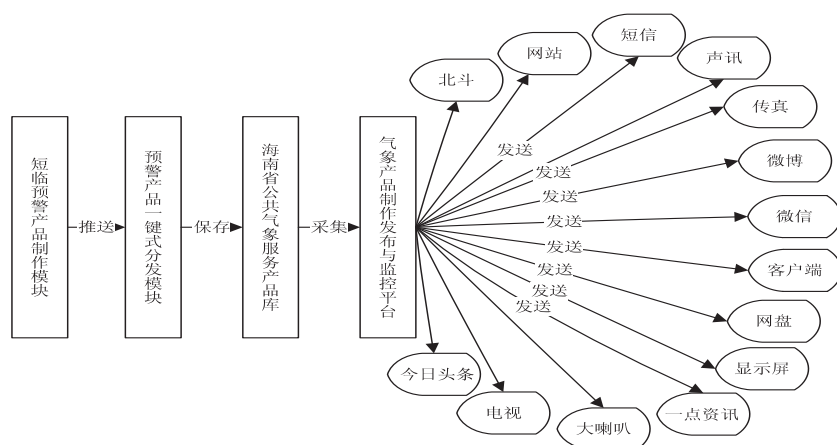 短临预警产品制作模块
推送
预警产品一键式分发模块
保存
海南省公共气象服务产品库
采集
气象产品制作发布与监控平台
北斗
网站
短信
声讯
传真
微博
微信
客户端
网盘
显示屏
一点资讯
大喇叭
电视
今日头条
发送
发送
发送
发送
发送
发送
发送
发送